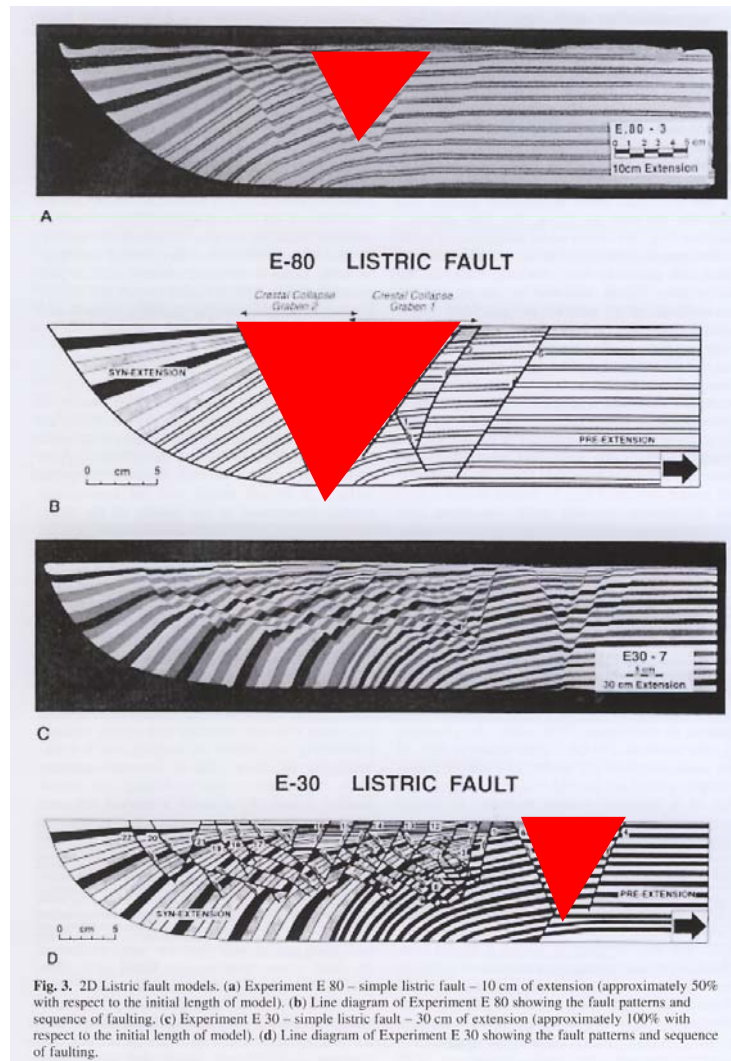 E.80 - 3
0 1 2 3 4 5 cm
10cm Extension
A
E-80 LISTRIC FAULT
Crestal Collapse Graben 2
Crestal Collapse Graben 1
SYN-EXTENSION
PRE-EXTENSION
0 cm 5
B
E30 - 7
5 cm
30 cm Extension
C
E-30 LISTRIC FAULT
22 20
12
SYN-EXTENSION
PRE-EXTENSION
0 cm 5
D
Fig. 3. 2D Listric fault models. (a) Experiment E 80 – simple listric fault – 10 cm of extension (approximately 50%
with respect to the initial length of model). (b) Line diagram of Experiment E 80 showing the fault patterns and
sequence of faulting. (c) Experiment E 30 – simple listric fault – 30 cm of extension (approximately 100% with
respect to the initial length of model). (d) Line diagram of Experiment E 30 showing the fault patterns and sequence
of faulting.